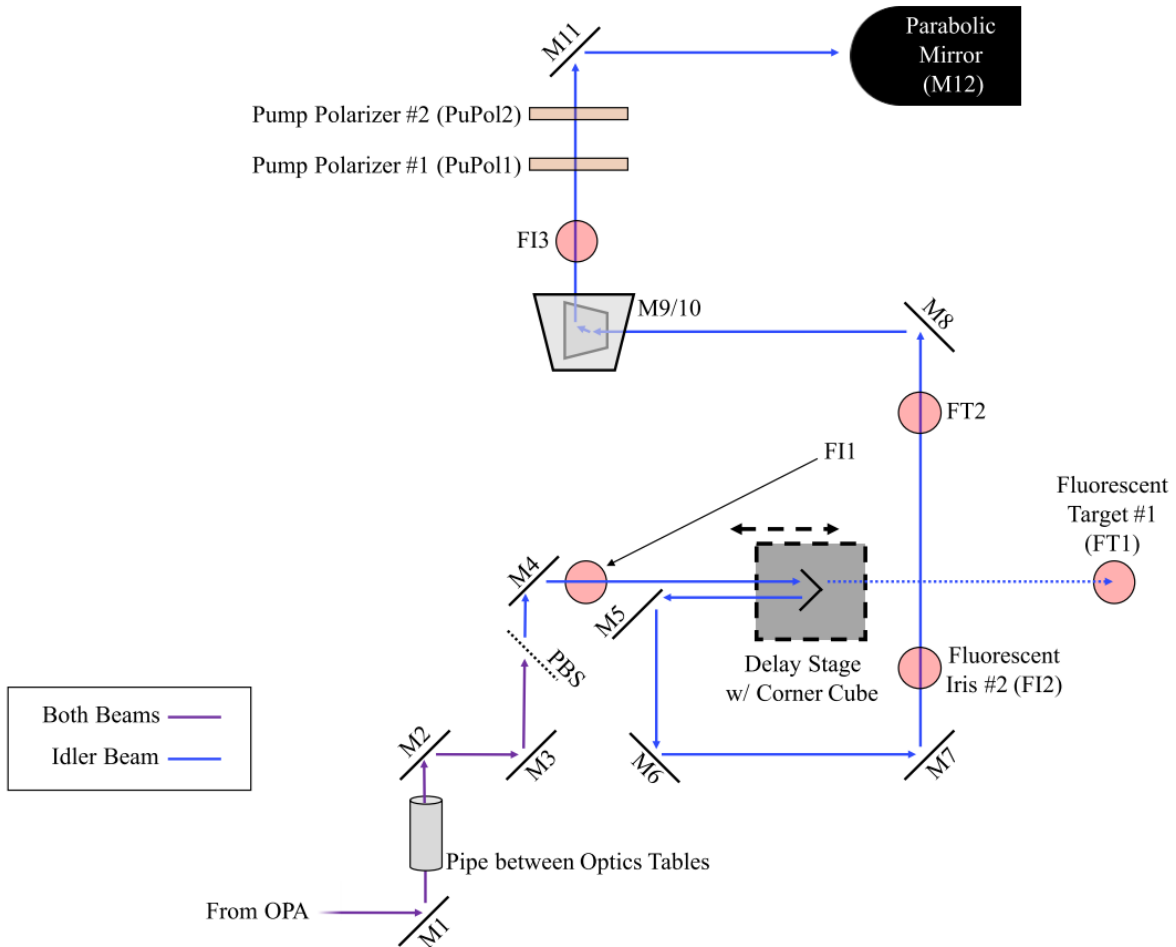 M11
Parabolic
Mirror
(M12)
Pump Polarizer #2 (PuPol2)
Pump Polarizer #1 (PuPol1)
FI3
M9/10
M8
FT2
FI1
Fluorescent
Target #1
(FT1)
M4
M5
PBS
Delay Stage
w/ Corner Cube
Fluorescent
Iris #2 (FI2)
Both Beams
Idler Beam
M2
M3
M6
M7
Pipe between Optics Tables
From OPA
M1